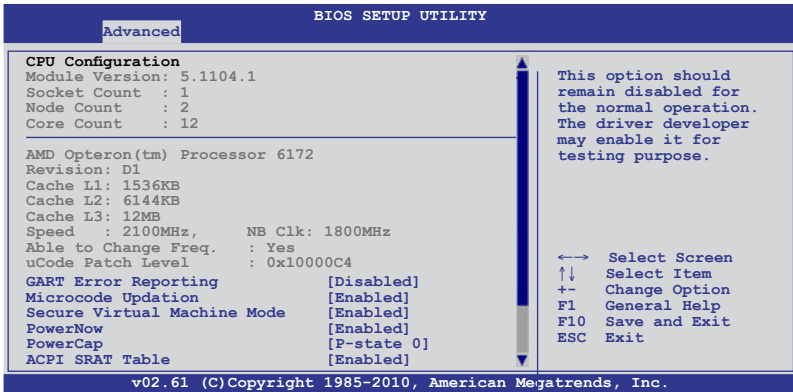 BIOS SETUP UTILITY
Advanced
CPU Configuration
Module Version: 5.1104.1
Socket Count : 1
Node Count : 2
Core Count : 12
AMD Opteron(tm) Processor 6172
Revision: D1
Cache L1: 1536KB
Cache L2: 6144KB
Cache L3: 12MB
Speed : 2100MHz, NB Clk: 1800MHz
Able to Change Freq. : Yes
uCode Patch Level : 0x10000C4
GART Error Reporting [Disabled]
Microcode Updation [Enabled]
Secure Virtual Machine Mode [Enabled]
PowerNow [Enabled]
PowerCap [P-state 0]
ACPI SRAT Table [Enabled]
This option should
remain disabled for
the normal operation.
The driver developer
may enable it for
testing purpose.
←→ Select Screen
↑↓ Select Item
+- Change Option
F1 General Help
F10 Save and Exit
ESC Exit
v02.61 (C)Copyright 1985-2010, American Megatrends, Inc.